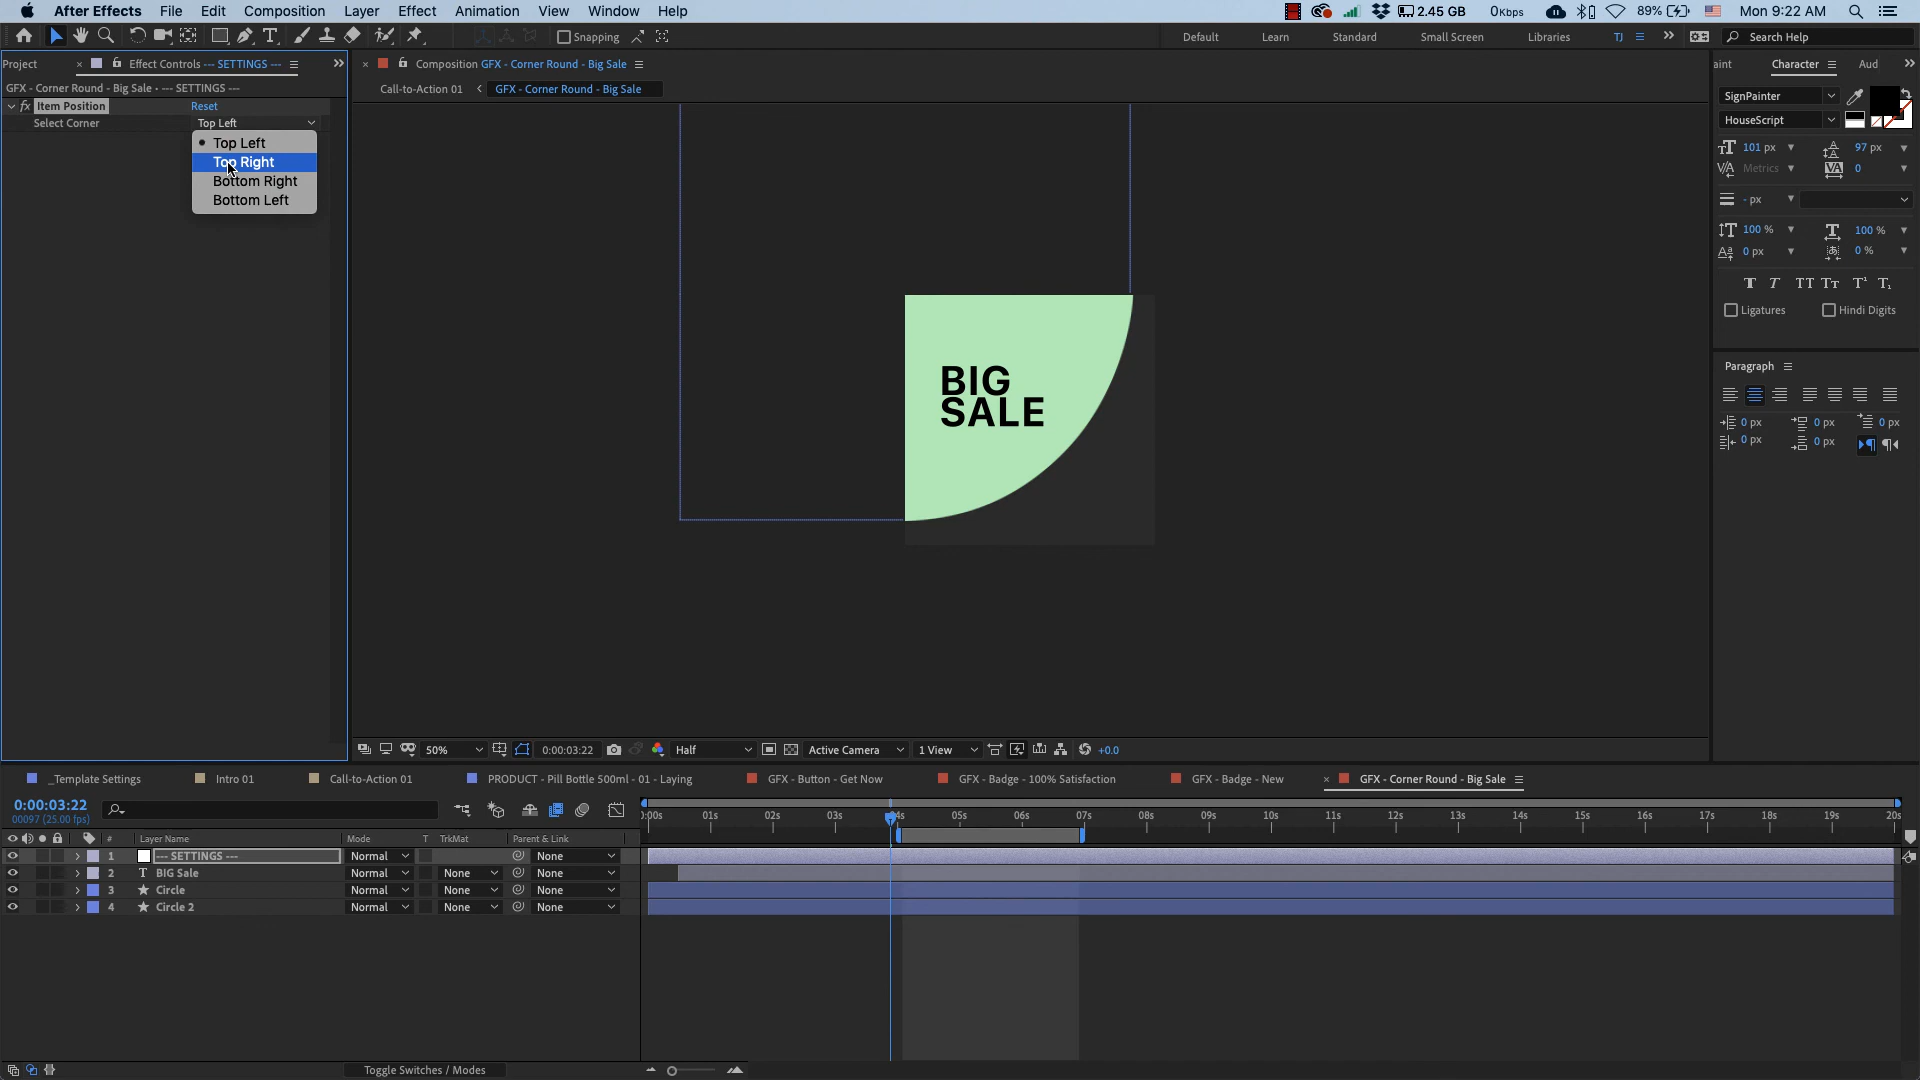 After Effects File Edit Composition Layer Effect Animation View Window Help 2.45 GB 0Kbps 89% Mon 9:22 AM
Snapping Default Learn Standard Small Screen Libraries TJ Search Help
Project Effect Controls --- SETTINGS ---
GFX - Corner Round - Big Sale • --- SETTINGS ---
fx Item Position Reset
Select Corner Top Left
Top Left
Top Right
Bottom Right
Bottom Left
Composition GFX - Corner Round - Big Sale
Call-to-Action 01 GFX - Corner Round - Big Sale
BIG
SALE
50% 0:00:03:22 Half Active Camera 1 View +0.0
aint Character Aud
SignPainter
HouseScript
101 px 97 px
Metrics 0
- px
100 % 100 %
0 px 0 %
Ligatures Hindi Digits
Paragraph
0 px 0 px 0 px
0 px 0 px
_Template Settings Intro 01 Call-to-Action 01 PRODUCT - Pill Bottle 500ml - 01 - Laying GFX - Button - Get Now GFX - Badge - 100% Satisfaction GFX - Badge - New GFX - Corner Round - Big Sale
0:00:03:22
00097 (25.00 fps)
:00s 01s 02s 03s 4s 05s 06s 07s 08s 09s 10s 11s 12s 13s 14s 15s 16s 17s 18s 19s 20s
# Layer Name Mode T TrkMat Parent & Link
1 --- SETTINGS --- Normal None
2 T BIG Sale Normal None None
3 Circle Normal None None
4 Circle 2 Normal None None
Toggle Switches / Modes